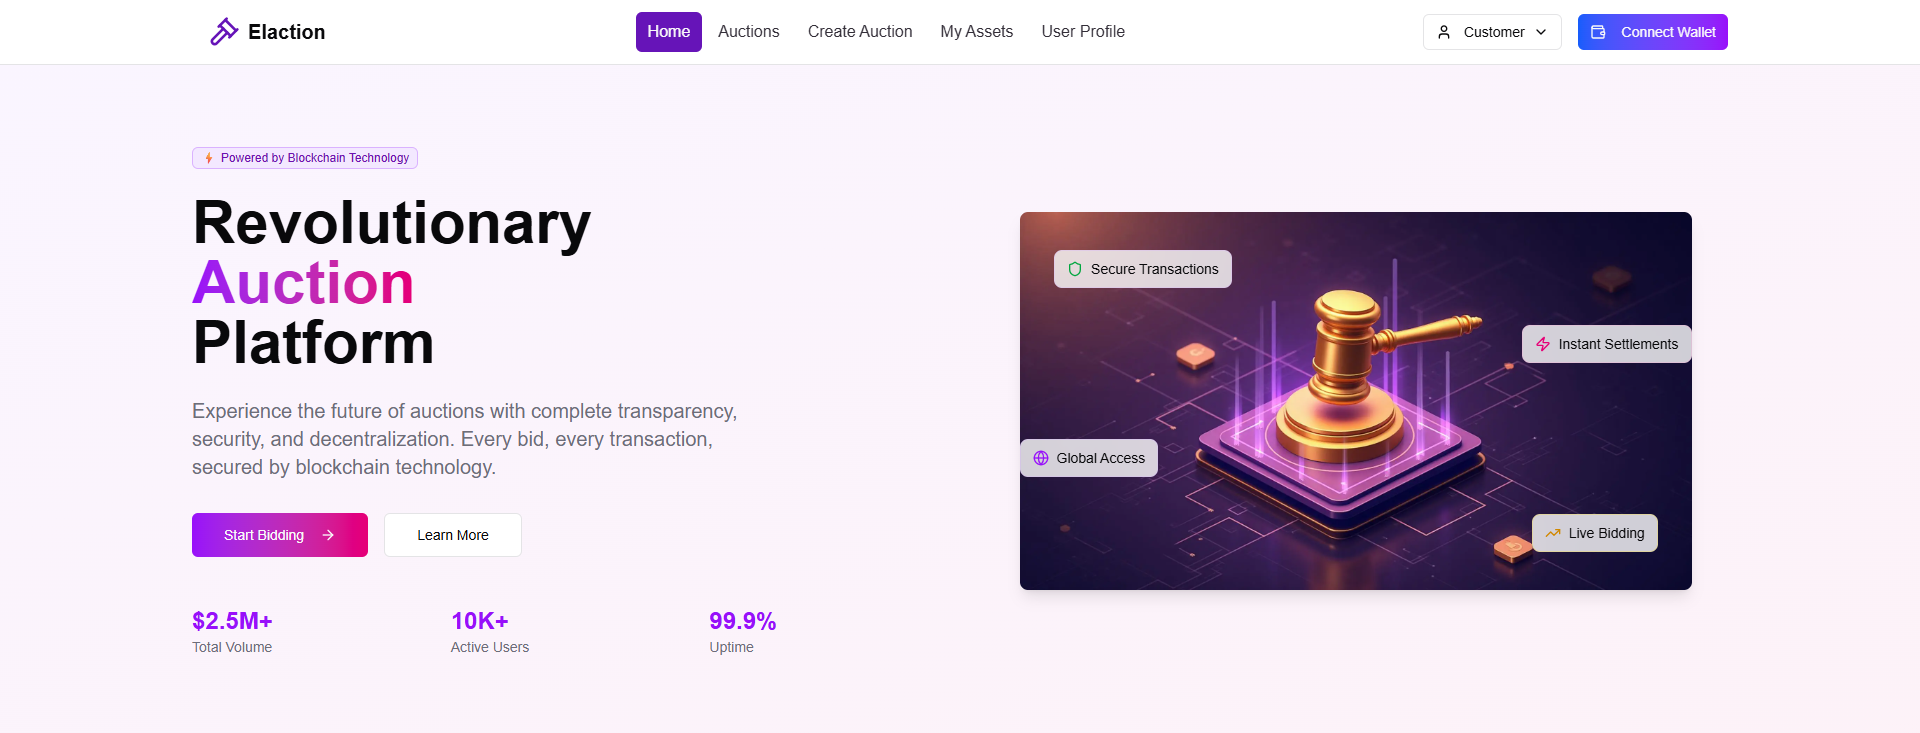 Elaction
Home
Auctions
Create Auction
My Assets
User Profile
Customer
Connect Wallet
Powered by Blockchain Technology
Revolutionary
Auction
Platform
Experience the future of auctions with complete transparency,
security, and decentralization. Every bid, every transaction,
secured by blockchain technology.
Start Bidding
Learn More
$2.5M+
Total Volume
10K+
Active Users
99.9%
Uptime
Secure Transactions
Instant Settlements
Global Access
Live Bidding